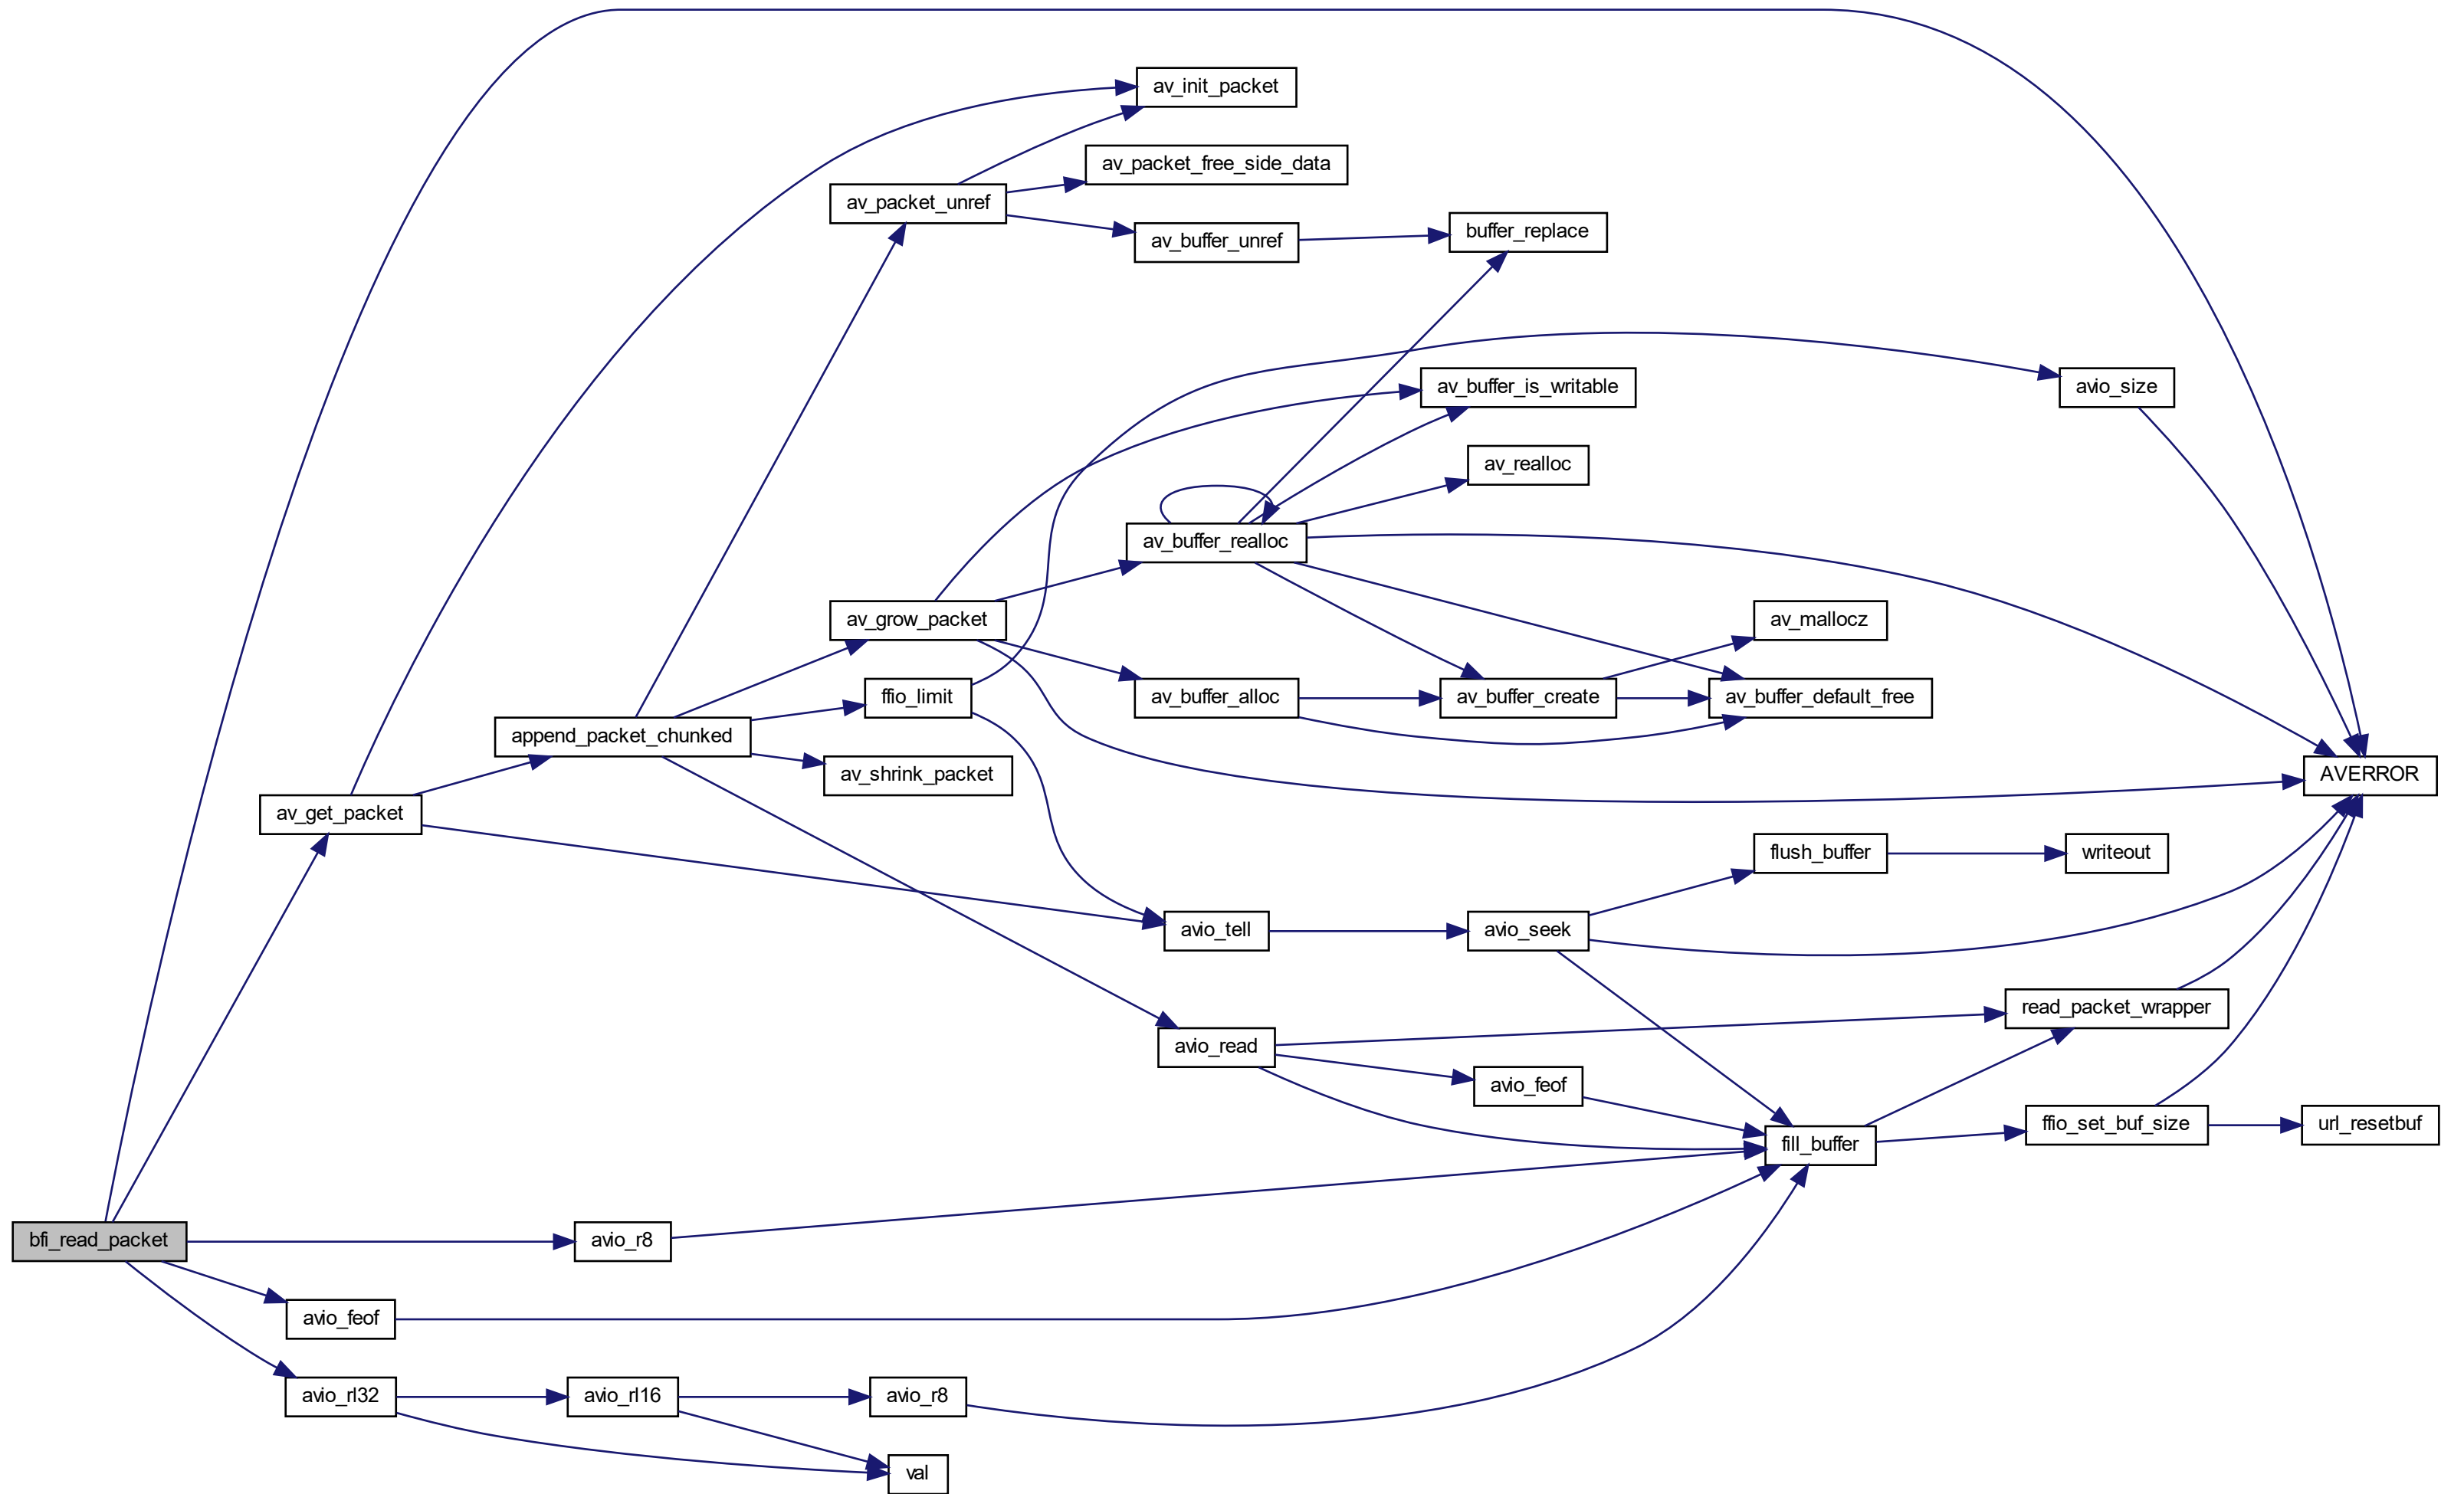 av_init_packet
av_packet_free_side_data
av_packet_unref
av_buffer_unref
buffer_replace
av_buffer_is_writable
avio_size
av_realloc
av_buffer_realloc
av_grow_packet
av_mallocz
ffio_limit
av_buffer_alloc
av_buffer_create
av_buffer_default_free
append_packet_chunked
av_shrink_packet
AVERROR
av_get_packet
flush_buffer
writeout
avio_tell
avio_seek
read_packet_wrapper
avio_read
avio_feof
fill_buffer
ffio_set_buf_size
url_resetbuf
bfi_read_packet
avio_r8
avio_feof
avio_rl32
avio_rl16
avio_r8
val